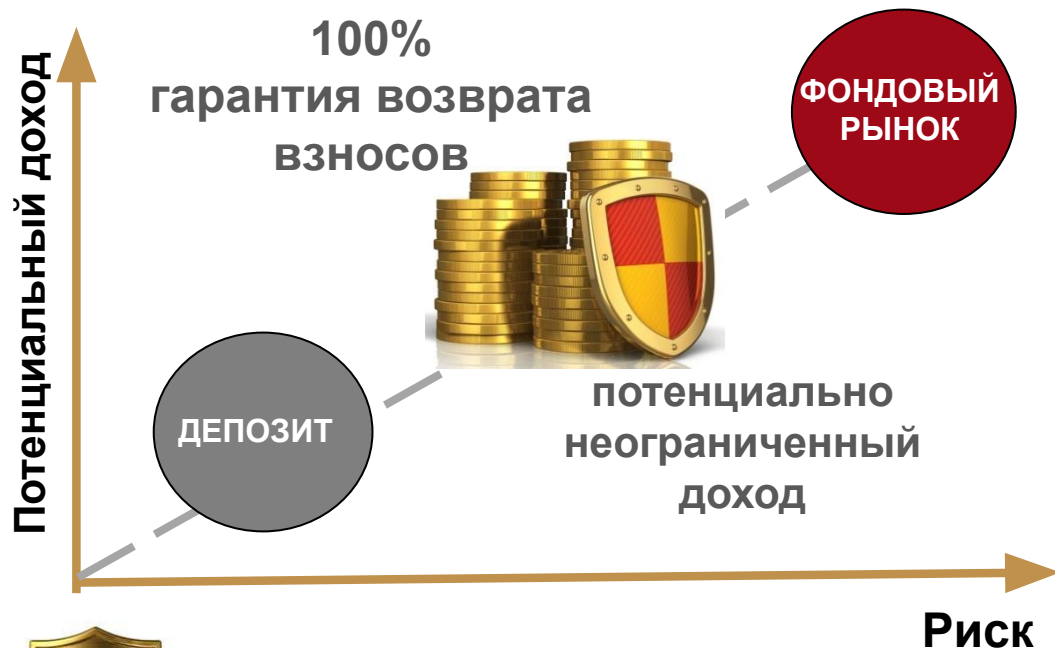 100%
гарантия возврата
взносов
ФОНДОВЫЙ
РЫНОК
Потенциальный доход
ДЕПОЗИТ
потенциально
неограниченный
доход
Риск